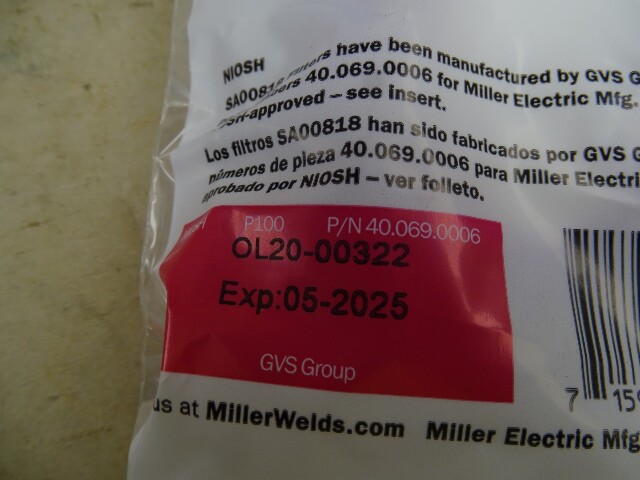 NIOSH
SA00818 Filters have been manufactured by GVS G
40.069.0006 for Miller Electric Mfg.
-approved – see insert.
Los filtros SA00818 han sido fabricados por GVS G
números de pieza 40.069.0006 para Miller Electri
aprobado por NIOSH – ver folleto.
P100 P/N 40.069.0006
OL20-00322
Exp:05-2025
GVS Group
7 159
us at MillerWelds.com Miller Electric Mfg